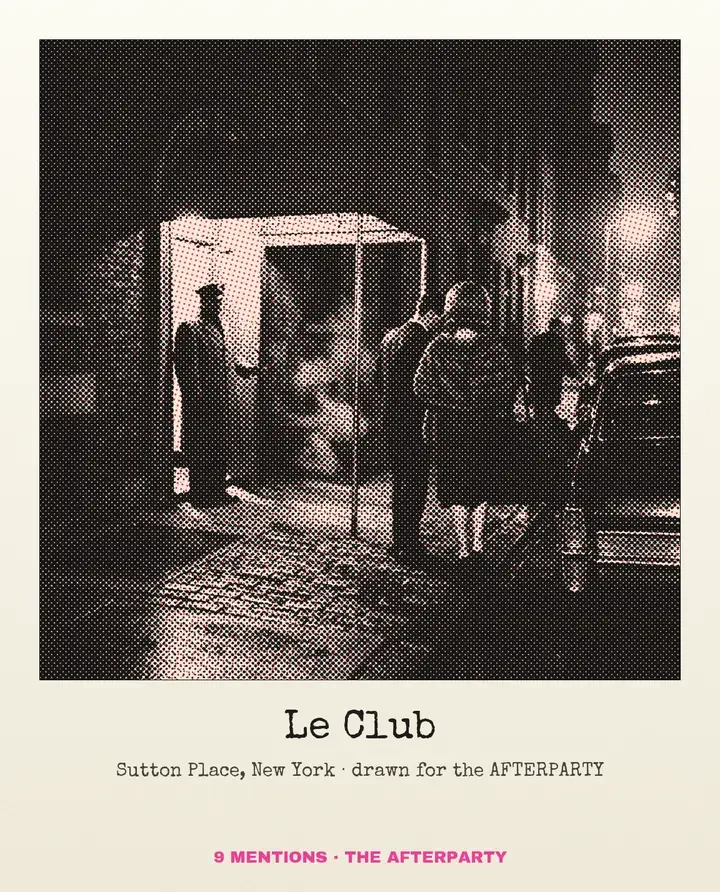 Le Club
Sutton Place, New York · drawn for the AFTERPARTY
9 MENTIONS · THE AFTERPARTY